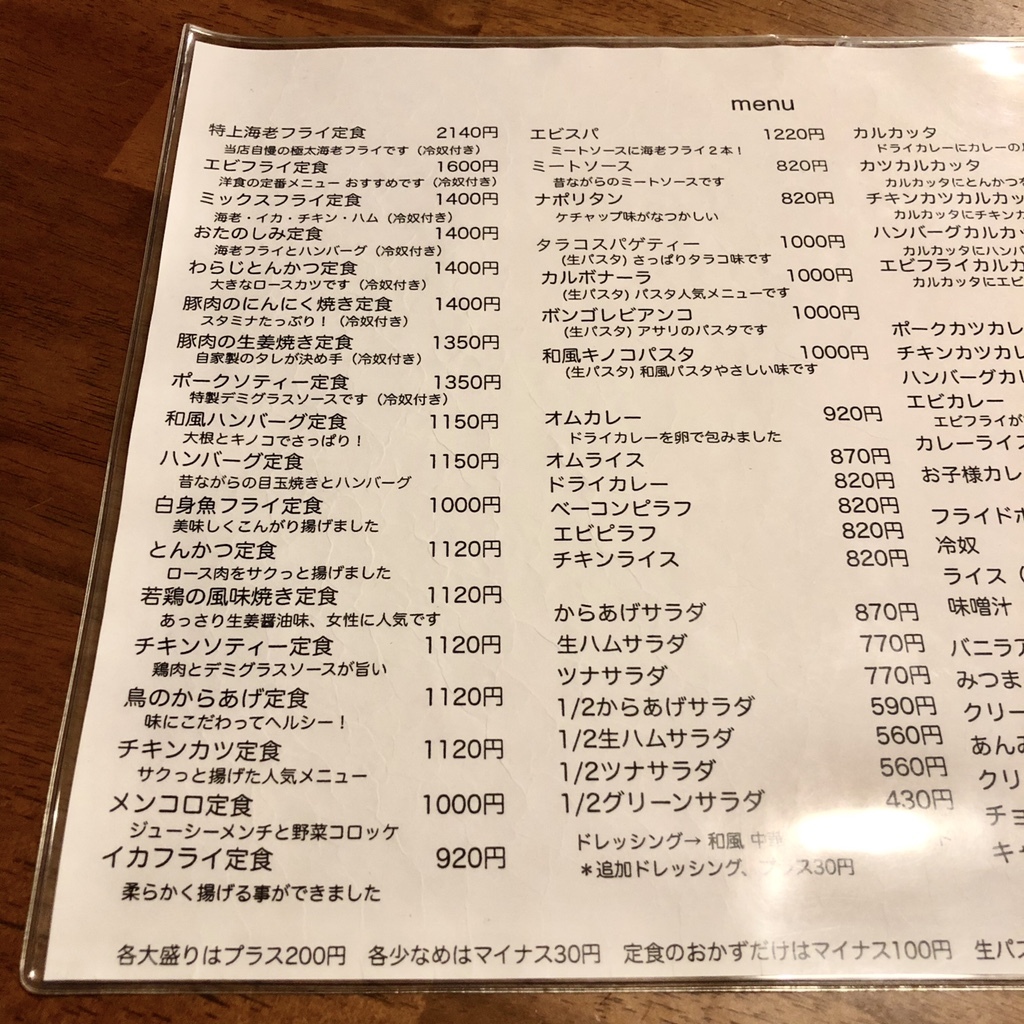 menu
特上海老フライ定食 2140円
当店自慢の極太海老フライです（冷奴付き）
エビフライ定食 1600円
洋食の定番メニュー おすすめです（冷奴付き）
ミックスフライ定食 1400円
海老・イカ・チキン・ハム（冷奴付き）
おたのしみ定食 1400円
海老フライとハンバーグ（冷奴付き）
わらじとんかつ定食 1400円
大きなロースカツです（冷奴付き）
豚肉のにんにく焼き定食 1400円
スタミナたっぷり！（冷奴付き）
豚肉の生姜焼き定食 1350円
自家製のタレが決め手（冷奴付き）
ポークソティー定食 1350円
特製デミグラスソースです（冷奴付き）
和風ハンバーグ定食 1150円
大根とキノコでさっぱり！
ハンバーグ定食 1150円
昔ながらの目玉焼きとハンバーグ
白身魚フライ定食 1000円
美味しくこんがり揚げました
とんかつ定食 1120円
ロース肉をサクっと揚げました
若鶏の風味焼き定食 1120円
あっさり生姜醤油味、女性に人気です
チキンソティー定食 1120円
鶏肉とデミグラスソースが旨い
鳥のからあげ定食 1120円
味にこだわってヘルシー！
チキンカツ定食 1120円
サクっと揚げた人気メニュー
メンコロ定食 1000円
ジューシーメンチと野菜コロッケ
イカフライ定食 920円
柔らかく揚げる事ができました
エビスパ 1220円
ミートソースに海老フライ２本！
ミートソース 820円
昔ながらのミートソースです
ナポリタン 820円
ケチャップ味がなつかしい
タラコスパゲティー 1000円
(生パスタ) さっぱりタラコ味です
カルボナーラ 1000円
(生パスタ) パスタ人気メニューです
ボンゴレビアンコ 1000円
(生パスタ) アサリのパスタです
和風キノコパスタ 1000円
(生パスタ) 和風パスタやさしい味です
オムカレー 920円
ドライカレーを卵で包みました
オムライス 870円
ドライカレー 820円
ベーコンピラフ 820円
エビピラフ 820円
チキンライス 820円
からあげサラダ 870円
生ハムサラダ 770円
ツナサラダ 770円
1/2からあげサラダ 590円
1/2生ハムサラダ 560円
1/2ツナサラダ 560円
1/2グリーンサラダ 430円
ドレッシング→ 和風
＊追加ドレッシング、プラス30円
カルカッタ
ドライカレーにカレーの
カツカルカッタ
カルカッタにとんかつ
チキンカツカルカッ
カルカッタにチキン
ハンバーグカルカッ
カルカッタにハン
エビフライカルカ
カルカッタにエビ
ポークカツカレ
チキンカツカレ
ハンバーグカ
エビカレー
エビフライが
カレーライス
お子様カレ
フライド
冷奴
ライス（
味噌汁
バニラア
みつま
クリー
あんみ
クリ
チョ
キャ
各大盛りはプラス200円 各少なめはマイナス30円 定食のおかずだけはマイナス100円 生パス